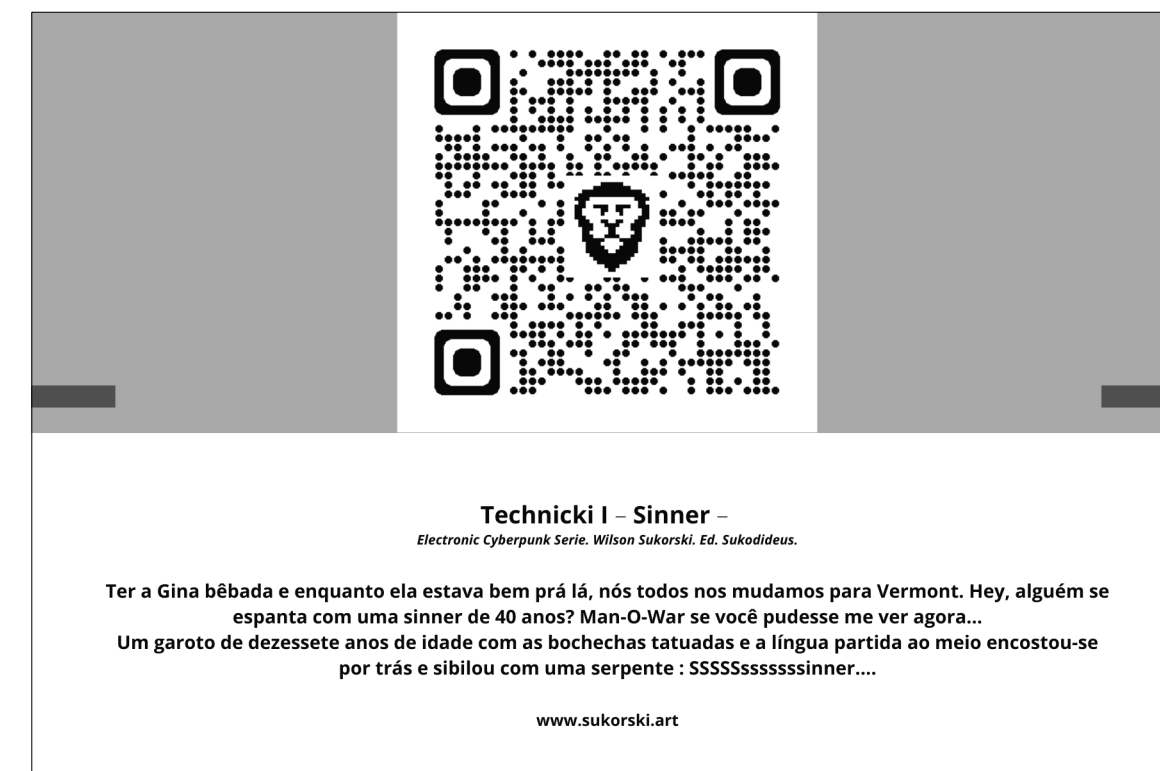 Technicki I – Sinner –
Electronic Cyberpunk Serie. Wilson Sukorski. Ed. Sukodideus.
Ter a Gina bêbada e enquanto ela estava bem prá lá, nós todos nos mudamos para Vermont. Hey, alguém se
espanta com uma sinner de 40 anos? Man-O-War se você pudesse me ver agora...
Um garoto de dezessete anos de idade com as bochechas tatuadas e a língua partida ao meio encostou-se
por trás e sibilou com uma serpente : SSSSSsssssssinner....
www.sukorski.art